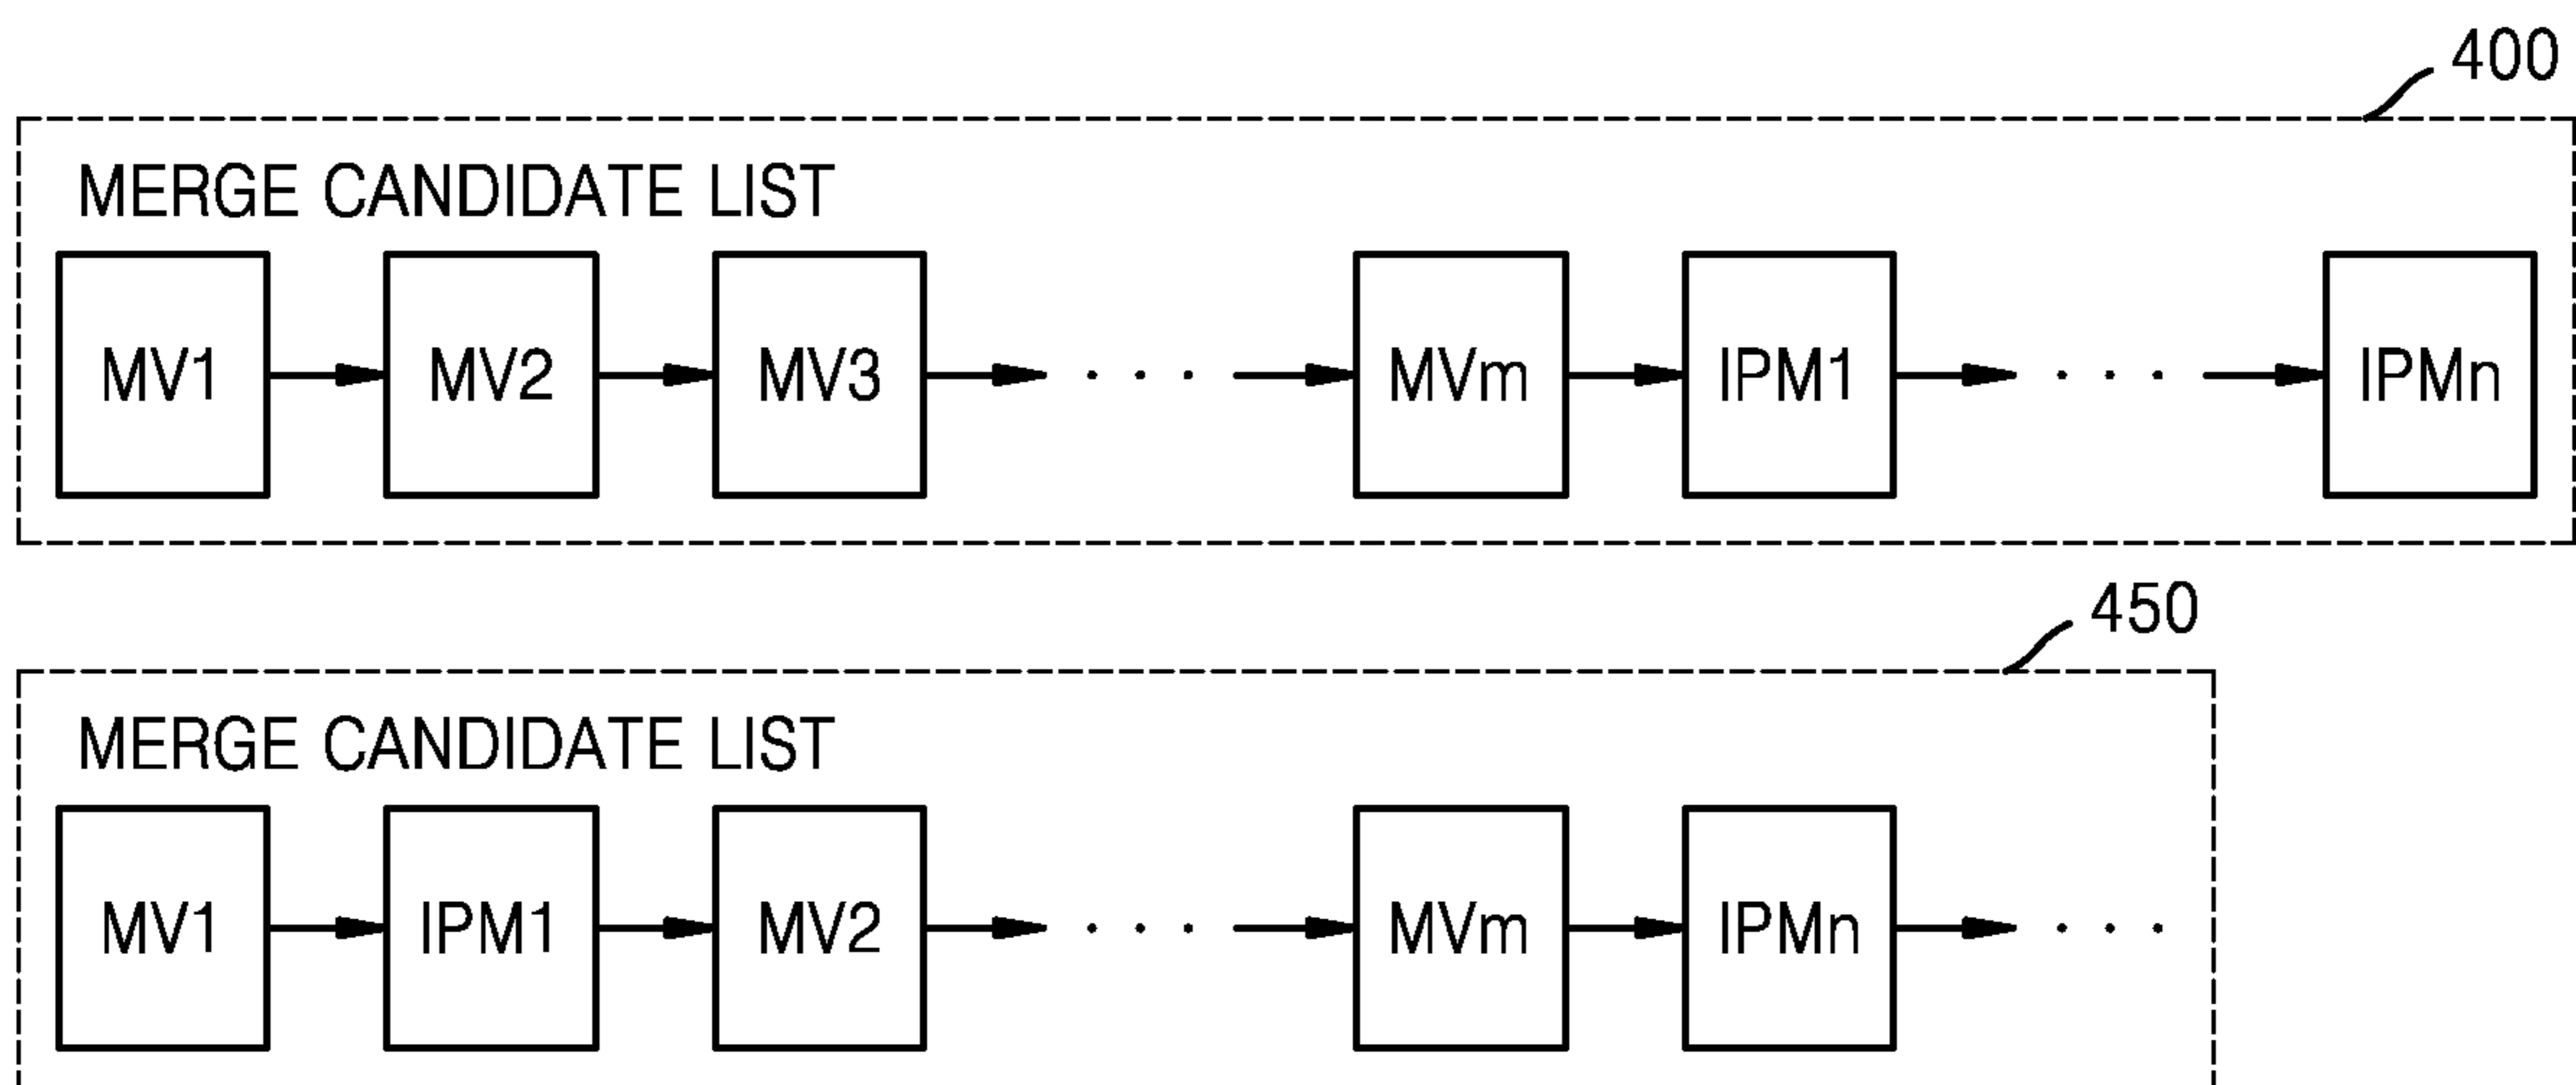 400
MERGE CANDIDATE LIST
MV1 MV2 MV3 · · · MVm IPM1 · · · IPMn
450
MERGE CANDIDATE LIST
MV1 IPM1 MV2 · · · MVm IPMn · · ·